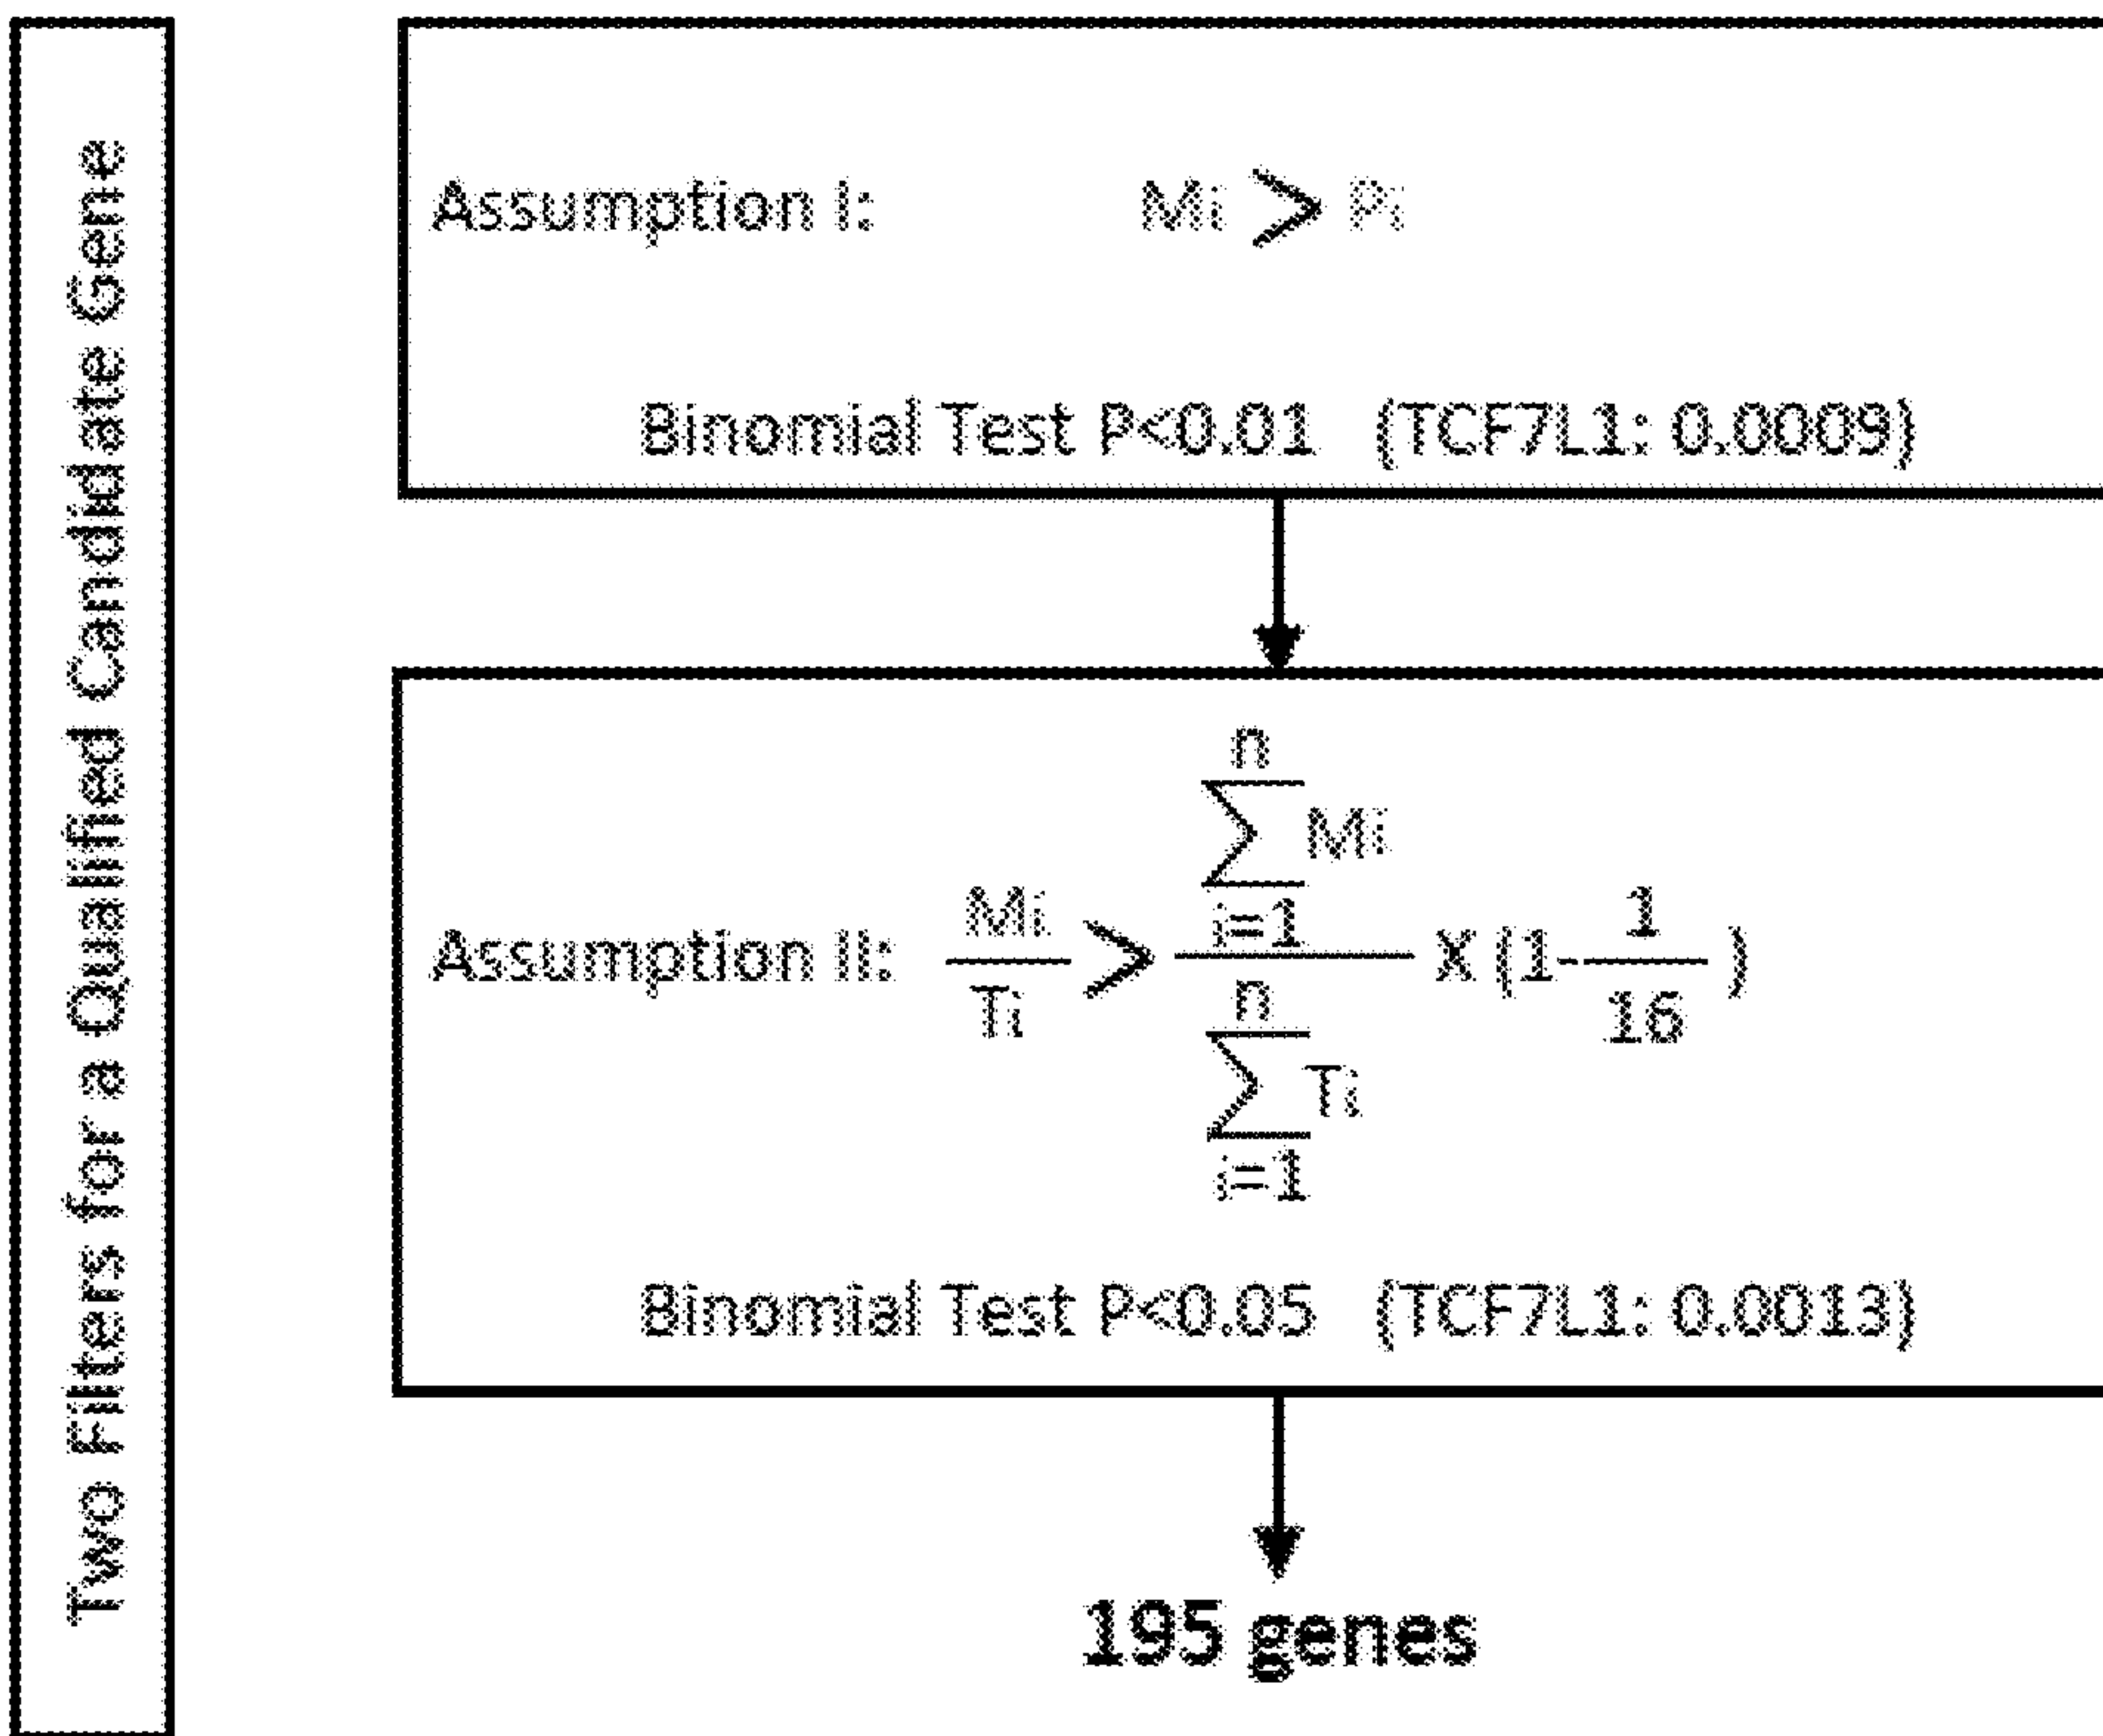 Two Filters for a Qualified Candidate Gene
Assumption I: Mi > Pi
Binomial Test P<0.01 (TCF7L1: 0.0009)
n
∑ Mi
i=1
Assumption II: Mi / Ti > X (1- 1 / 16 )
n
∑ Ti
i=1
Binomial Test P<0.05 (TCF7L1: 0.0013)
195 genes